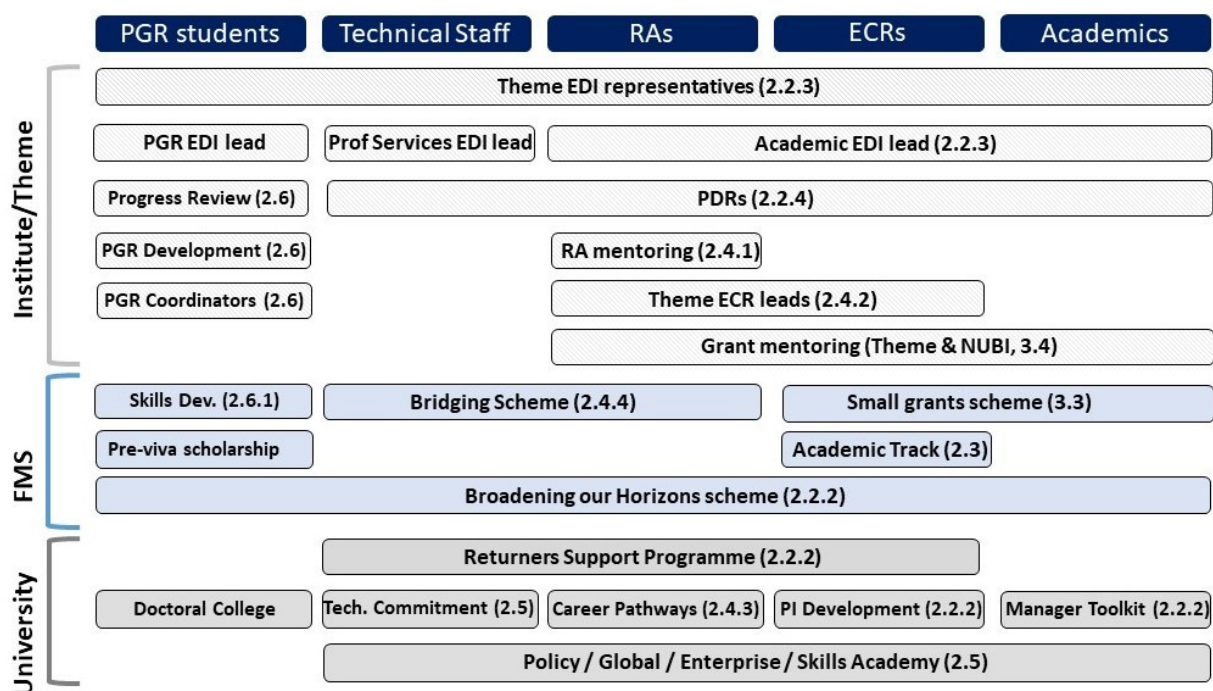 PGR students Technical Staff RAs ECRs Academics
Institute/Theme
Theme EDI representatives (2.2.3)
PGR EDI lead Prof Services EDI lead Academic EDI lead (2.2.3)
Progress Review (2.6) PDRs (2.2.4)
PGR Development (2.6) RA mentoring (2.4.1)
PGR Coordinators (2.6) Theme ECR leads (2.4.2)
Grant mentoring (Theme & NUBI, 3.4)
FMS
Skills Dev. (2.6.1) Bridging Scheme (2.4.4) Small grants scheme (3.3)
Pre-viva scholarship Academic Track (2.3)
Broadening our Horizons scheme (2.2.2)
University
Returners Support Programme (2.2.2)
Doctoral College Tech. Commitment (2.5) Career Pathways (2.4.3) PI Development (2.2.2) Manager Toolkit (2.2.2)
Policy / Global / Enterprise / Skills Academy (2.5)